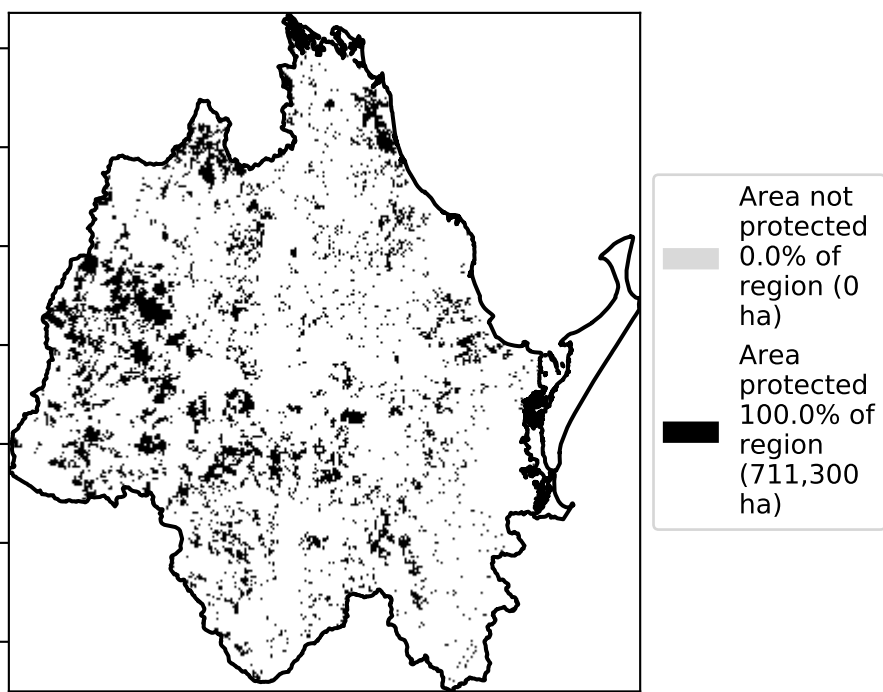 Area not
protected
0.0% of
region (0
ha)
Area
protected
100.0% of
region
(711,300
ha)